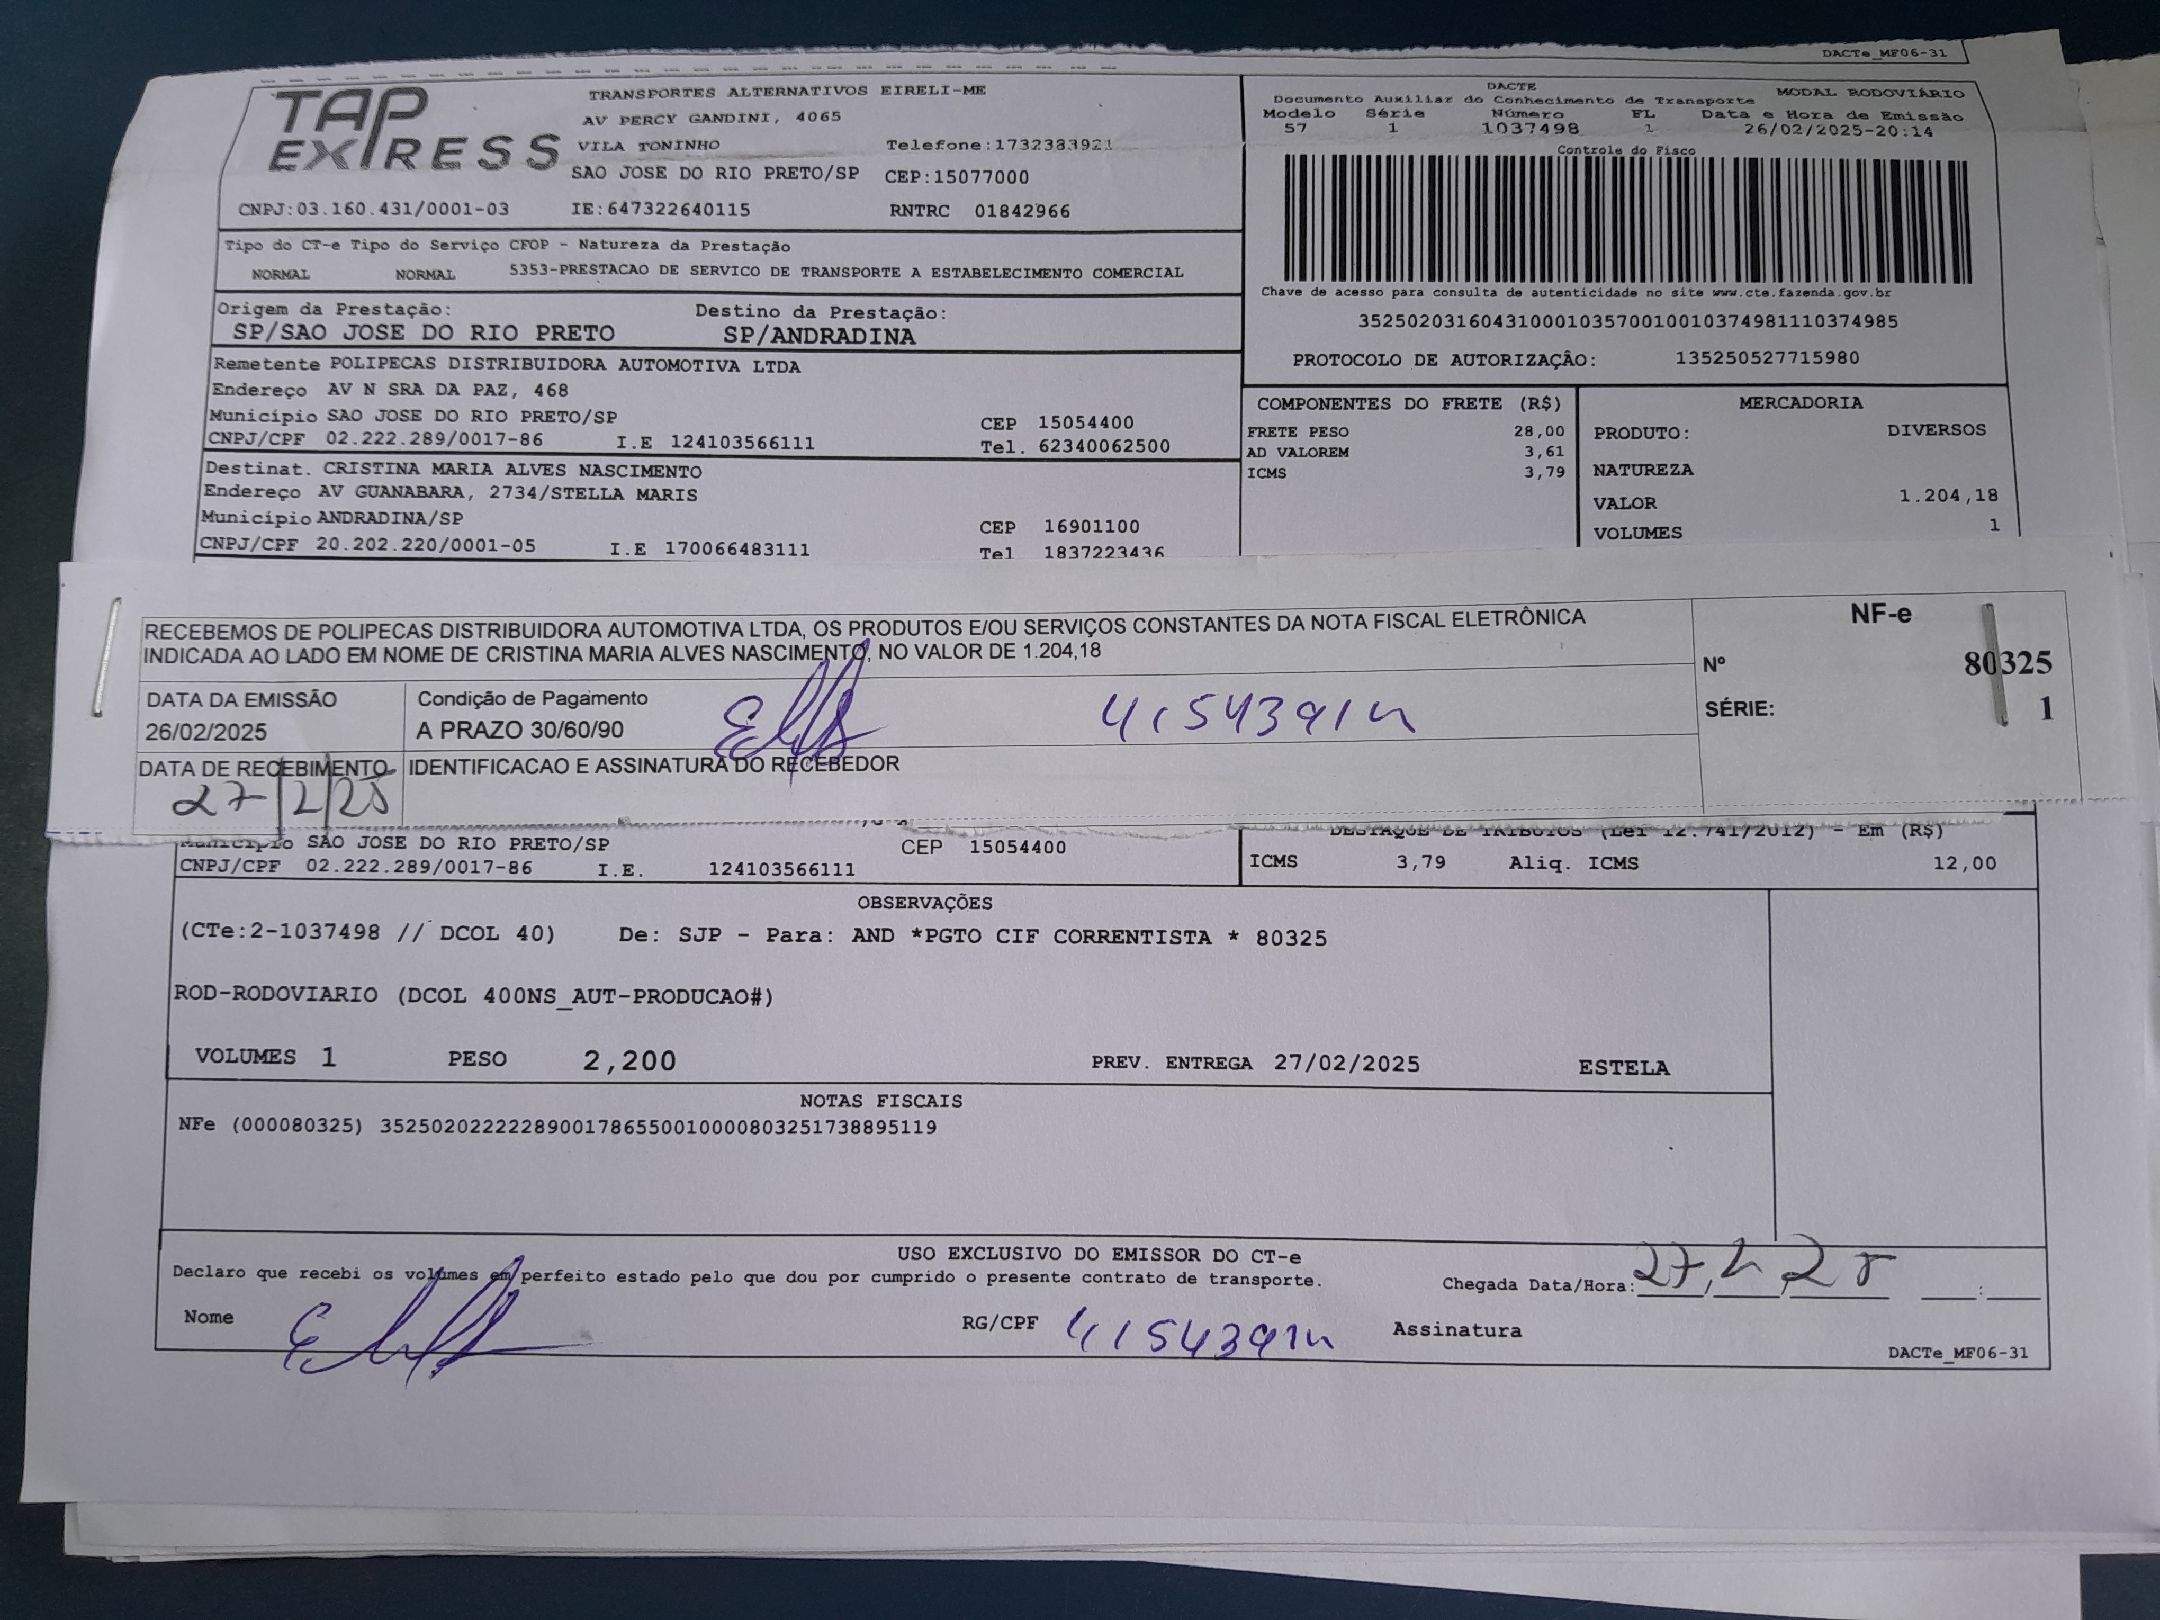 DACTe_MF06-31
TAP EXPRESS
TRANSPORTES ALTERNATIVOS EIRELI-ME
AV PERCY GANDINI, 4065
VILA TONINHO Telefone:1732383921
SAO JOSE DO RIO PRETO/SP CEP:15077000
CNPJ:03.160.431/0001-03 IE:647322640115 RNTRC 01842966
DACTE MODAL RODOVIÁRIO
Documento Auxiliar do Conhecimento de Transporte
Modelo Série Número FL Data e Hora de Emissão
57 1 1037498 1 26/02/2025-20:14
Controle do Fisco
Chave de acesso para consulta de autenticidade no site www.cte.fazenda.gov.br
35250203160431000103570010010374981110374985
PROTOCOLO DE AUTORIZAÇÃO: 135250527715980
Tipo do CT-e Tipo do Serviço CFOP - Natureza da Prestação
NORMAL NORMAL 5353-PRESTACAO DE SERVICO DE TRANSPORTE A ESTABELECIMENTO COMERCIAL
Origem da Prestação: Destino da Prestação:
SP/SAO JOSE DO RIO PRETO SP/ANDRADINA
Remetente POLIPECAS DISTRIBUIDORA AUTOMOTIVA LTDA
Endereço AV N SRA DA PAZ, 468
Município SAO JOSE DO RIO PRETO/SP CEP 15054400
CNPJ/CPF 02.222.289/0017-86 I.E 124103566111 Tel. 62340062500
Destinat. CRISTINA MARIA ALVES NASCIMENTO
Endereço AV GUANABARA, 2734/STELLA MARIS
Município ANDRADINA/SP CEP 16901100
CNPJ/CPF 20.202.220/0001-05 I.E 170066483111 Tel 1837223436
COMPONENTES DO FRETE (R$)
FRETE PESO 28,00
AD VALOREM 3,61
ICMS 3,79
MERCADORIA
PRODUTO: DIVERSOS
NATUREZA
VALOR 1.204,18
VOLUMES 1
RECEBEMOS DE POLIPECAS DISTRIBUIDORA AUTOMOTIVA LTDA, OS PRODUTOS E/OU SERVIÇOS CONSTANTES DA NOTA FISCAL ELETRÔNICA
INDICADA AO LADO EM NOME DE CRISTINA MARIA ALVES NASCIMENTO, NO VALOR DE 1.204,18
NF-e
Nº 80325
SÉRIE: 1
DATA DA EMISSÃO Condição de Pagamento
26/02/2025 A PRAZO 30/60/90
DATA DE RECEBIMENTO IDENTIFICACAO E ASSINATURA DO RECEBEDOR
27/2/25
Município SAO JOSE DO RIO PRETO/SP CEP 15054400
CNPJ/CPF 02.222.289/0017-86 I.E. 124103566111
DESTAQUE DE TRIBUTOS (Lei 12.741/2012) - Em (R$)
ICMS 3,79 Aliq. ICMS 12,00
OBSERVAÇÕES
(CTe:2-1037498 // DCOL 40) De: SJP - Para: AND *PGTO CIF CORRENTISTA * 80325
ROD-RODOVIARIO (DCOL 400NS_AUT-PRODUCAO#)
VOLUMES 1 PESO 2,200 PREV. ENTREGA 27/02/2025 ESTELA
NOTAS FISCAIS
NFe (000080325) 35250202222289001786550010000803251738895119
USO EXCLUSIVO DO EMISSOR DO CT-e
Declaro que recebi os volumes em perfeito estado pelo que dou por cumprido o presente contrato de transporte.
Chegada Data/Hora: 27/2/25
Nome RG/CPF Assinatura
DACTe_MF06-31